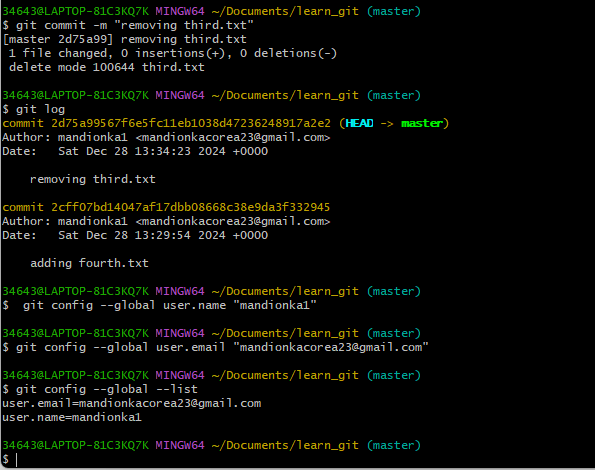 34643@LAPTOP-81C3KQ7K MINGW64 ~/Documents/learn_git (master)
$ git commit -m "removing third.txt"
[master 2d75a99] removing third.txt
 1 file changed, 0 insertions(+), 0 deletions(-)
 delete mode 100644 third.txt

34643@LAPTOP-81C3KQ7K MINGW64 ~/Documents/learn_git (master)
$ git log
commit 2d75a99567f6e5fc11eb1038d47236248917a2e2 (HEAD -> master)
Author: mandionka1 <mandionkacorea23@gmail.com>
Date:   Sat Dec 28 13:34:23 2024 +0000

    removing third.txt

commit 2cff07bd14047af17dbb08668c38e9da3f332945
Author: mandionka1 <mandionkacorea23@gmail.com>
Date:   Sat Dec 28 13:29:54 2024 +0000

    adding fourth.txt

34643@LAPTOP-81C3KQ7K MINGW64 ~/Documents/learn_git (master)
$  git config --global user.name "mandionka1"

34643@LAPTOP-81C3KQ7K MINGW64 ~/Documents/learn_git (master)
$ git config --global user.email "mandionkacorea23@gmail.com"

34643@LAPTOP-81C3KQ7K MINGW64 ~/Documents/learn_git (master)
$ git config --global --list
user.email=mandionkacorea23@gmail.com
user.name=mandionka1

34643@LAPTOP-81C3KQ7K MINGW64 ~/Documents/learn_git (master)
$